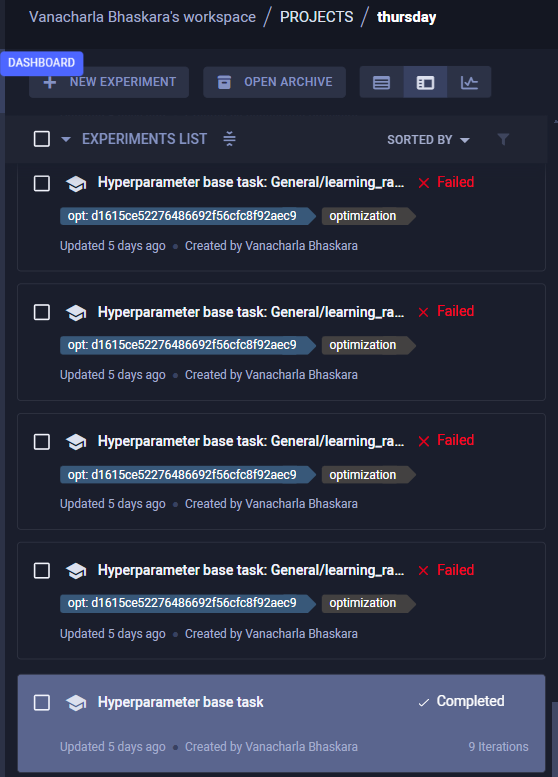 Vanacharla Bhaskara's workspace / PROJECTS / thursday
DASHBOARD
NEW EXPERIMENT OPEN ARCHIVE
EXPERIMENTS LIST SORTED BY
Hyperparameter base task: General/learning_ra... Failed
opt: d1615ce52276486692f56cfc8f92aec9 optimization
Updated 5 days ago Created by Vanacharla Bhaskara
Hyperparameter base task: General/learning_ra... Failed
opt: d1615ce52276486692f56cfc8f92aec9 optimization
Updated 5 days ago Created by Vanacharla Bhaskara
Hyperparameter base task: General/learning_ra... Failed
opt: d1615ce52276486692f56cfc8f92aec9 optimization
Updated 5 days ago Created by Vanacharla Bhaskara
Hyperparameter base task: General/learning_ra... Failed
opt: d1615ce52276486692f56cfc8f92aec9 optimization
Updated 5 days ago Created by Vanacharla Bhaskara
Hyperparameter base task Completed
Updated 5 days ago Created by Vanacharla Bhaskara 9 Iterations